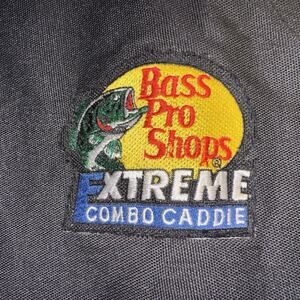 Bass
Pro
Shops®
EXTREME
COMBO CADDIE